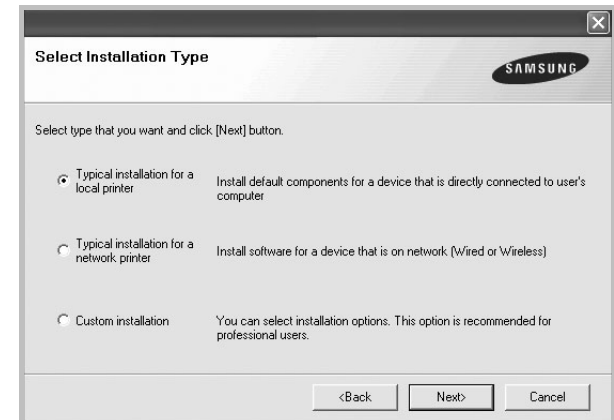 Select Installation Type
SAMSUNG
Select type that you want and click [Next] button.
Typical installation for a
local printer
Install default components for a device that is directly connected to user's
computer
Typical installation for a
network printer
Install software for a device that is on network (Wired or Wireless)
Custom installation
You can select installation options. This option is recommended for
professional users.
<Back
Next>
Cancel